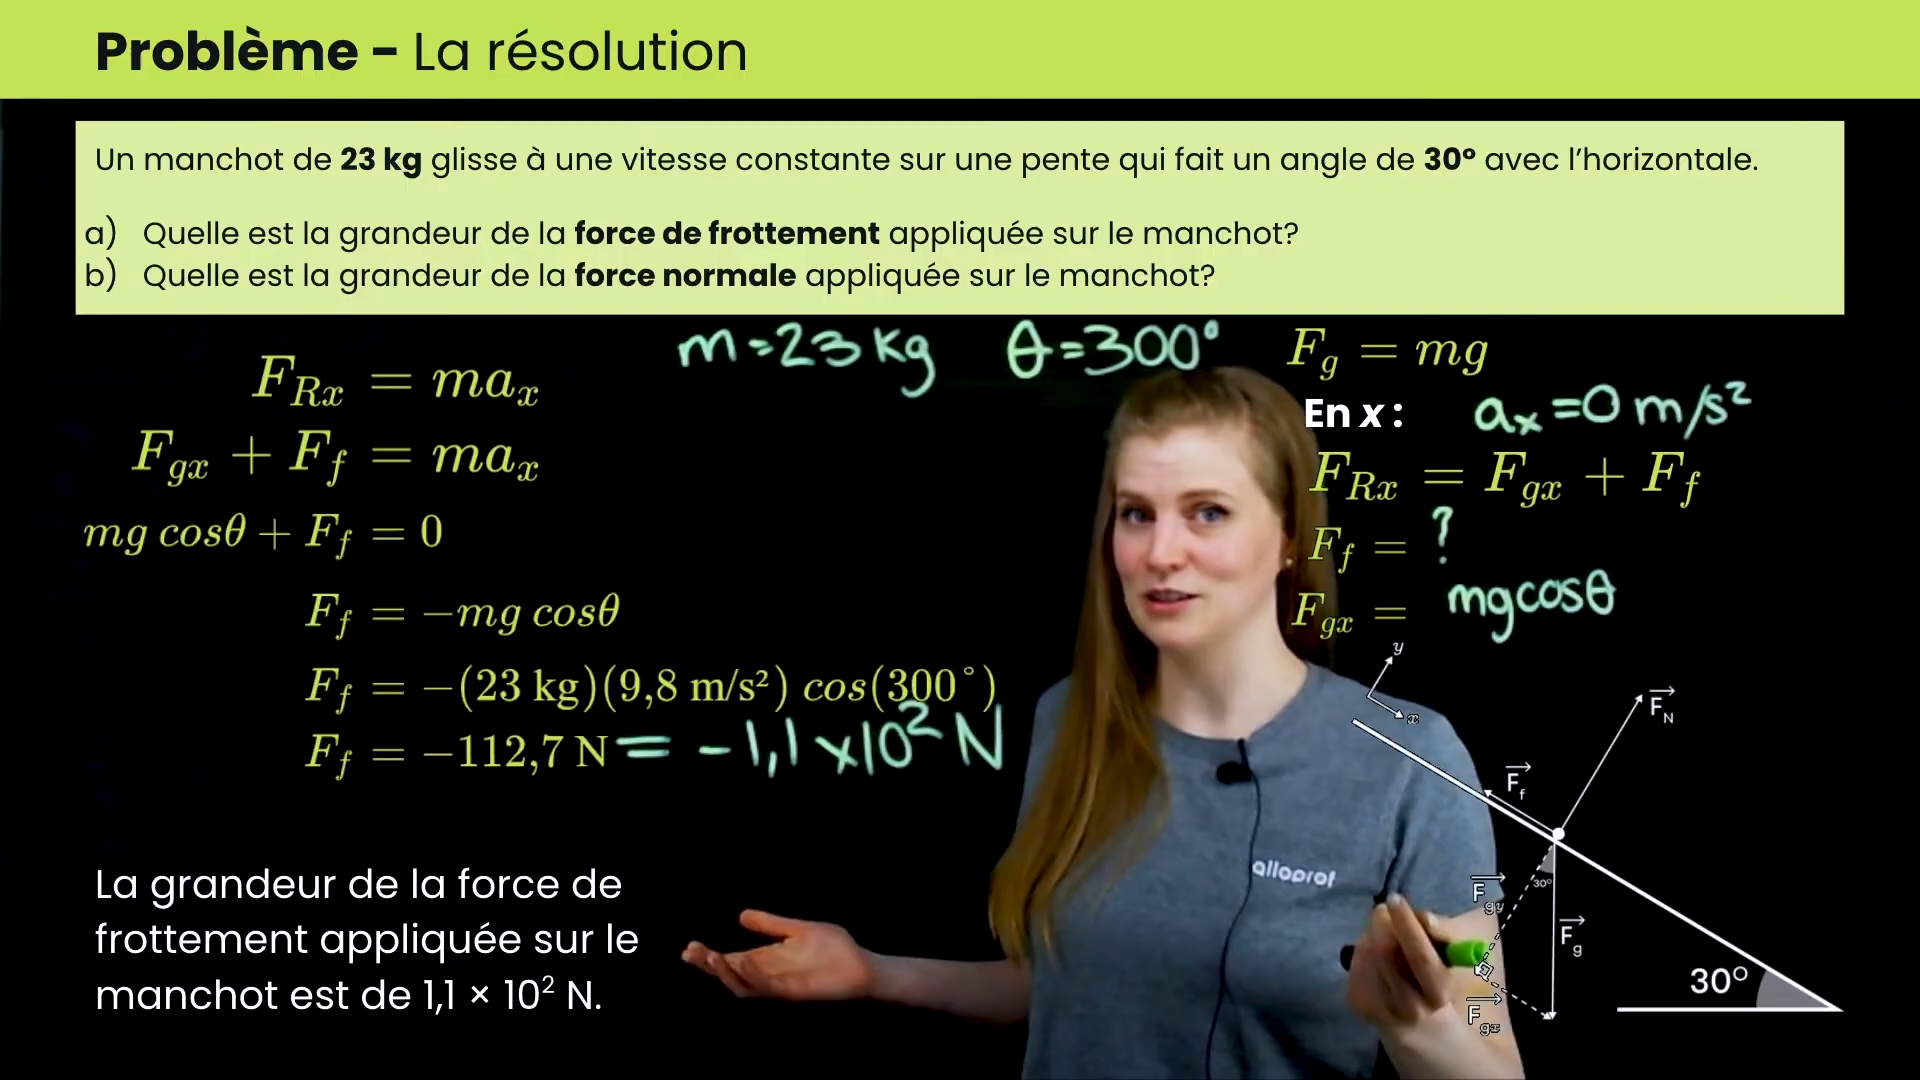 Problème - La résolution
Un manchot de 23 kg glisse à une vitesse constante sur une pente qui fait un angle de 30° avec l'horizontale.
a) Quelle est la grandeur de la force de frottement appliquée sur le manchot?
b) Quelle est la grandeur de la force normale appliquée sur le manchot?
m = 23 kg θ = 300°
F_Rx = ma_x
F_gx + F_f = ma_x
mg cosθ + F_f = 0
F_f = −mg cosθ
F_f = −(23 kg)(9,8 m/s²) cos(300°)
F_f = −112,7 N = −1,1 x10² N
La grandeur de la force de
frottement appliquée sur le
manchot est de 1,1 × 10² N.
F_g = mg
En x : a_x = 0 m/s²
F_Rx = F_gx + F_f
F_f = ?
F_gx = mgcosθ
y
x
F_N
F_f
30°
F_gy
F_g
F_gx
30°
alloprof